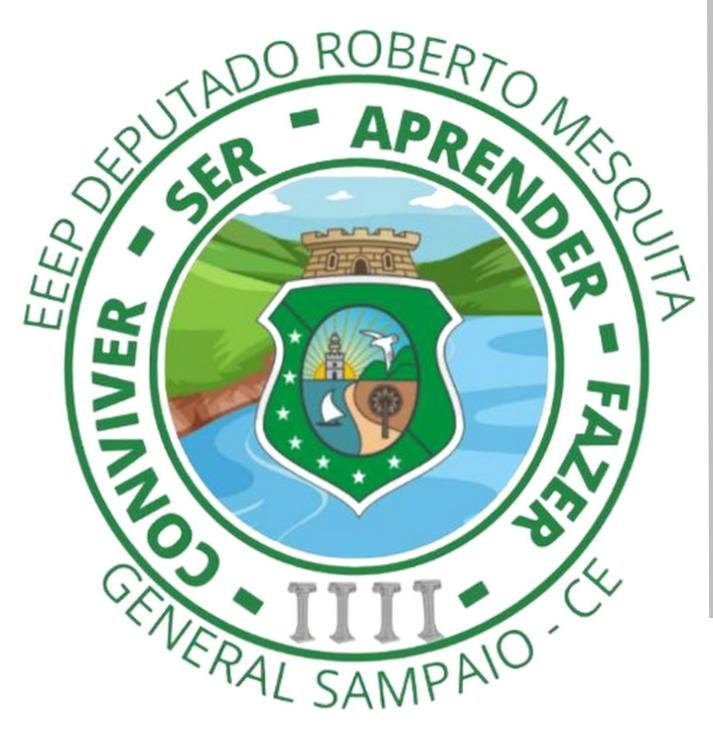 EEEP DEPUTADO ROBERTO MESQUITA
CONVIVER - SER - APRENDER - FAZER -
GENERAL SAMPAIO - CE